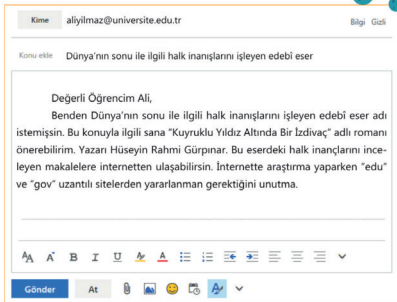 Kime aliyilmaz@universite.edu.tr Bilgi Gizli
Konu ekle Dünya'nın sonu ile ilgili halk inanışlarını işleyen edebî eser
Değerli Öğrencim Ali,
Benden Dünya'nın sonu ile ilgili halk inanışlarını işleyen edebî eser adı
istemişsin. Bu konuyla ilgili sana "Kuyruklu Yıldız Altında Bir İzdivaç" adlı romanı
önerebilirim. Yazarı Hüseyin Rahmi Gürpınar. Bu eserdeki halk inançlarını ince-
leyen makalelere internetten ulaşabilirsin. İnternette araştırma yaparken "edu"
ve "gov" uzantılı sitelerden yararlanman gerektiğini unutma.
AA A B I U A
Gönder At